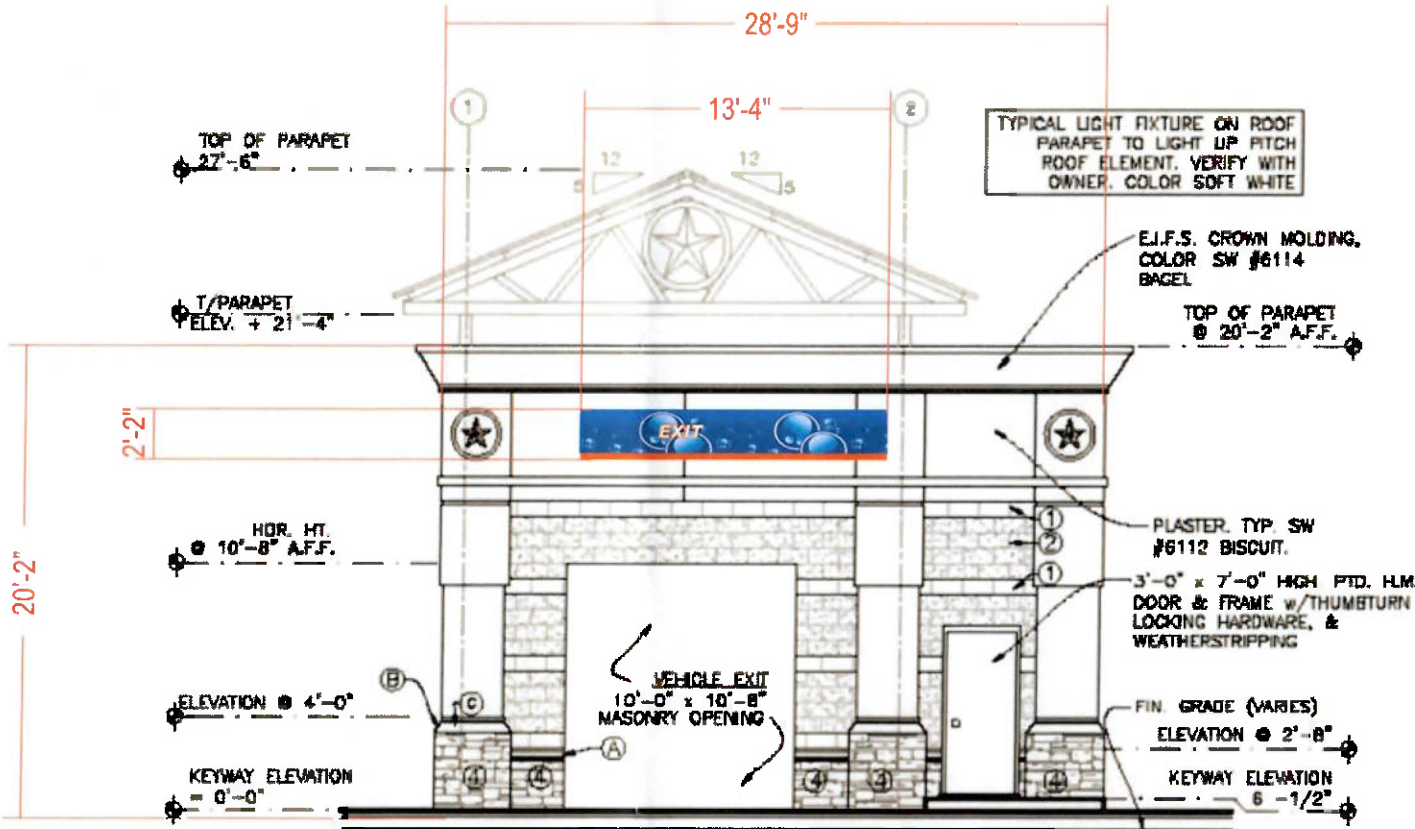 28'-9"
1
13'-4"
2
TYPICAL LIGHT FIXTURE ON ROOF
PARAPET TO LIGHT UP PITCH
ROOF ELEMENT. VERIFY WITH
OWNER. COLOR SOFT WHITE
TOP OF PARAPET
27'-6"
12
5
12
5
E.I.F.S. CROWN MOLDING,
COLOR SW #6114
BAGEL
T/PARAPET
ELEV. + 21'-4"
TOP OF PARAPET
@ 20'-2" A.F.F.
2'-2"
EXIT
20'-2"
HDR. HT.
@ 10'-8" A.F.F.
1
2
1
PLASTER. TYP. SW
#6112 BISCUIT.
3'-0" x 7'-0" HIGH PTD. H.M.
DOOR & FRAME w/THUMBTURN
LOCKING HARDWARE, &
WEATHERSTRIPPING
VEHICLE EXIT
10'-0" x 10'-8"
MASONRY OPENING
B
C
A
ELEVATION @ 4'-0"
FIN. GRADE (VARIES)
ELEVATION @ 2'-8"
KEYWAY ELEVATION
= 0'-0"
4
4
4
4
4
KEYWAY ELEVATION
6 -1/2"